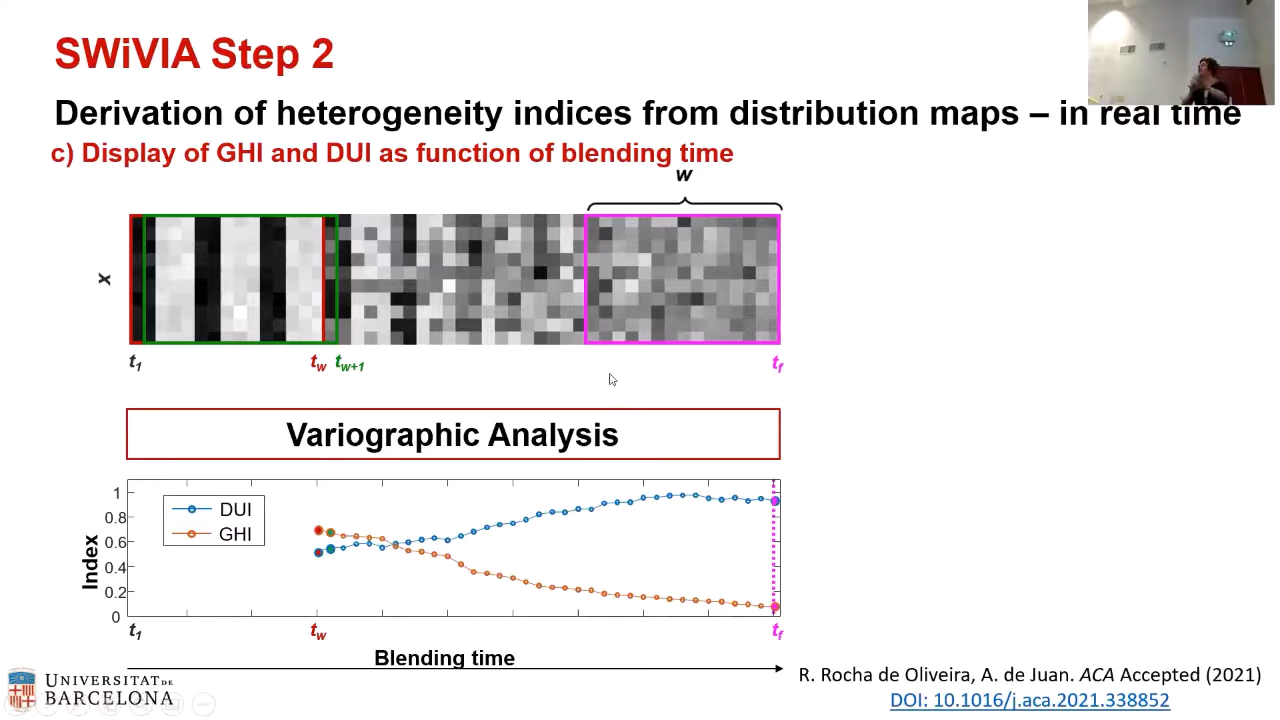 SWiVIA Step 2
Derivation of heterogeneity indices from distribution maps – in real time
c) Display of GHI and DUI as function of blending time
w
x
t1 tw tw+1 tf
Variographic Analysis
Index
1
0.8
0.6
0.4
0.2
0
DUI
GHI
t1 tw tf
Blending time
UNIVERSITAT DE
BARCELONA
R. Rocha de Oliveira, A. de Juan. ACA Accepted (2021)
DOI: 10.1016/j.aca.2021.338852